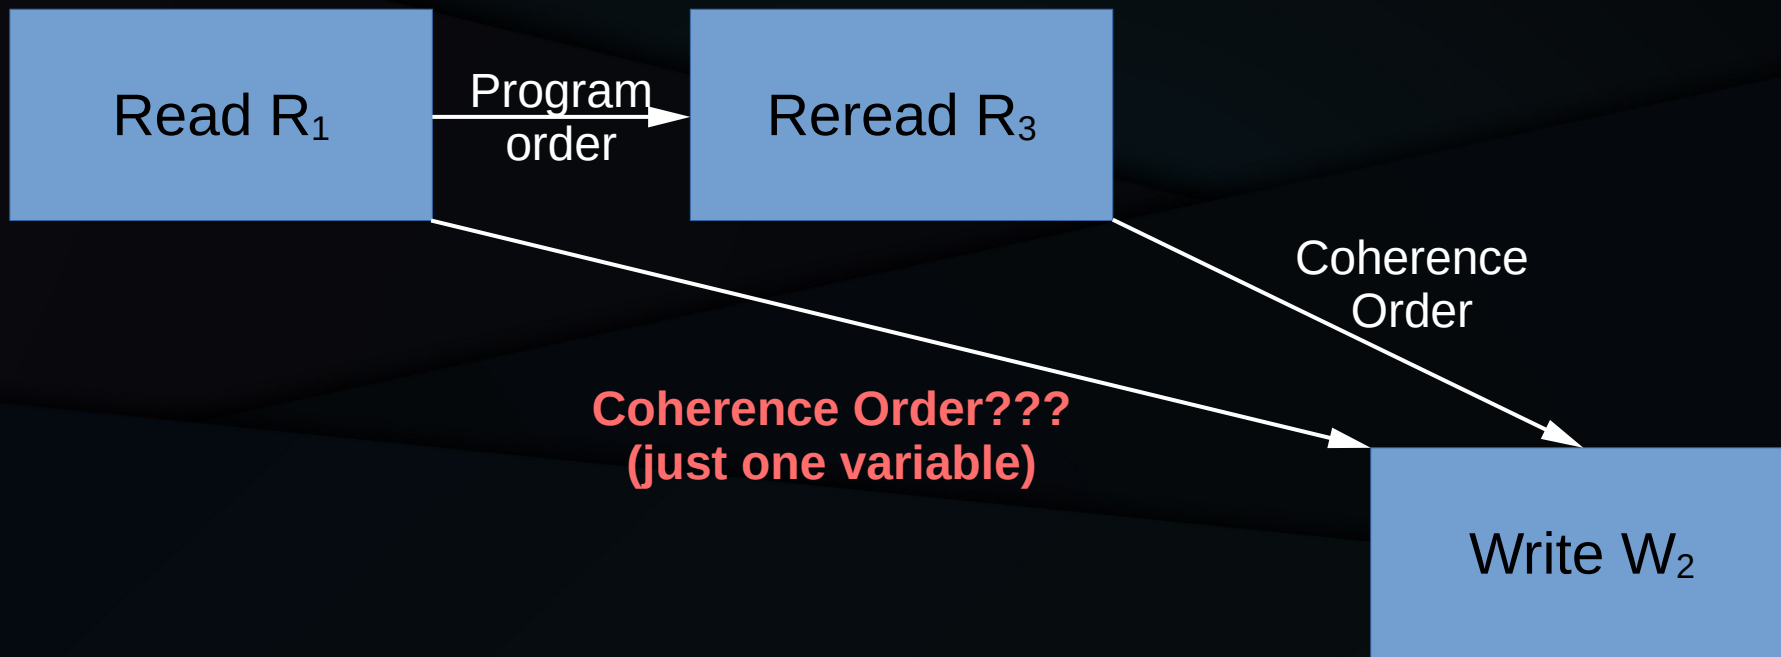 Read R₁
Program
order
Reread R₃
Coherence
Order
Coherence Order???
(just one variable)
Write W₂